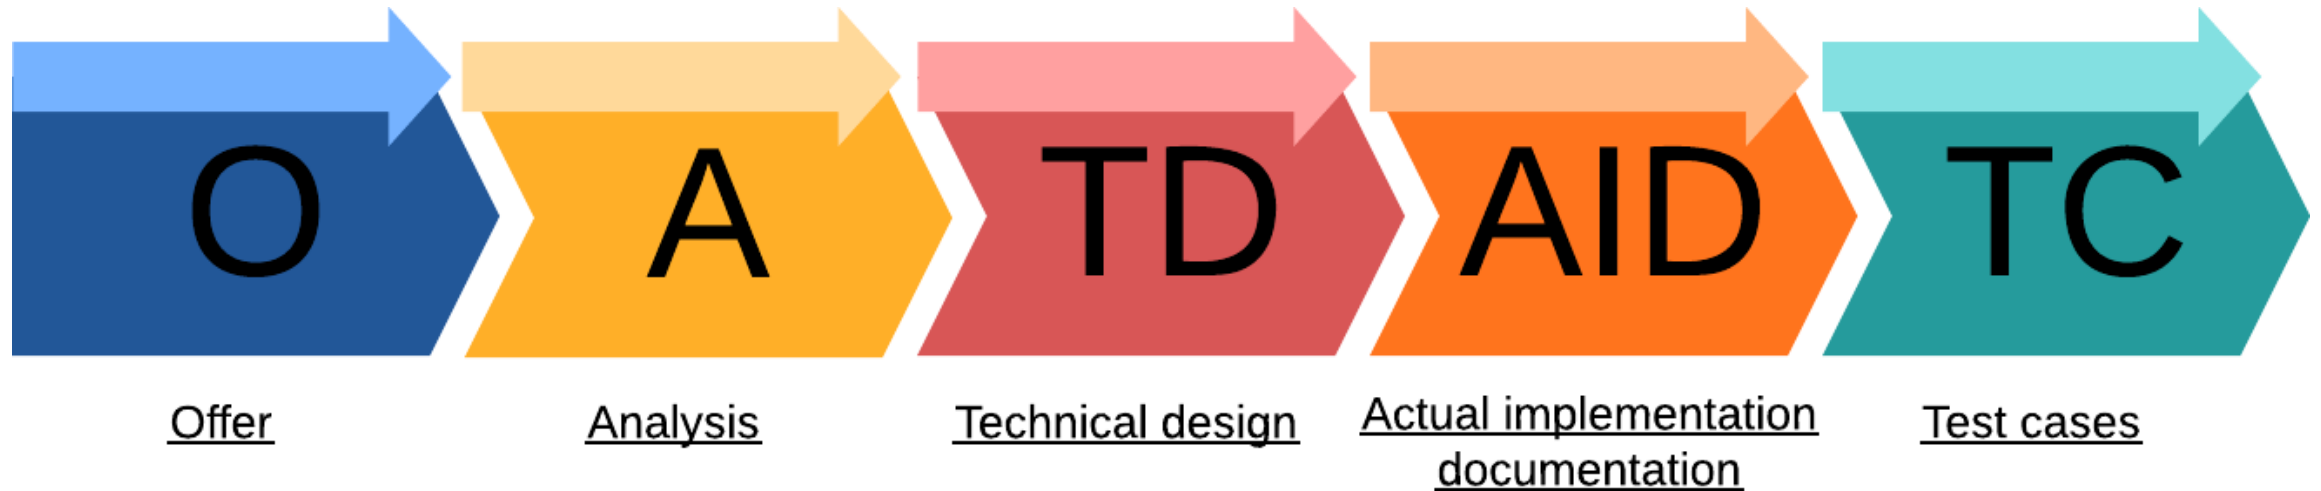 O
A
TD
AID
TC
Offer
Analysis
Technical design
Actual implementation
documentation
Test cases